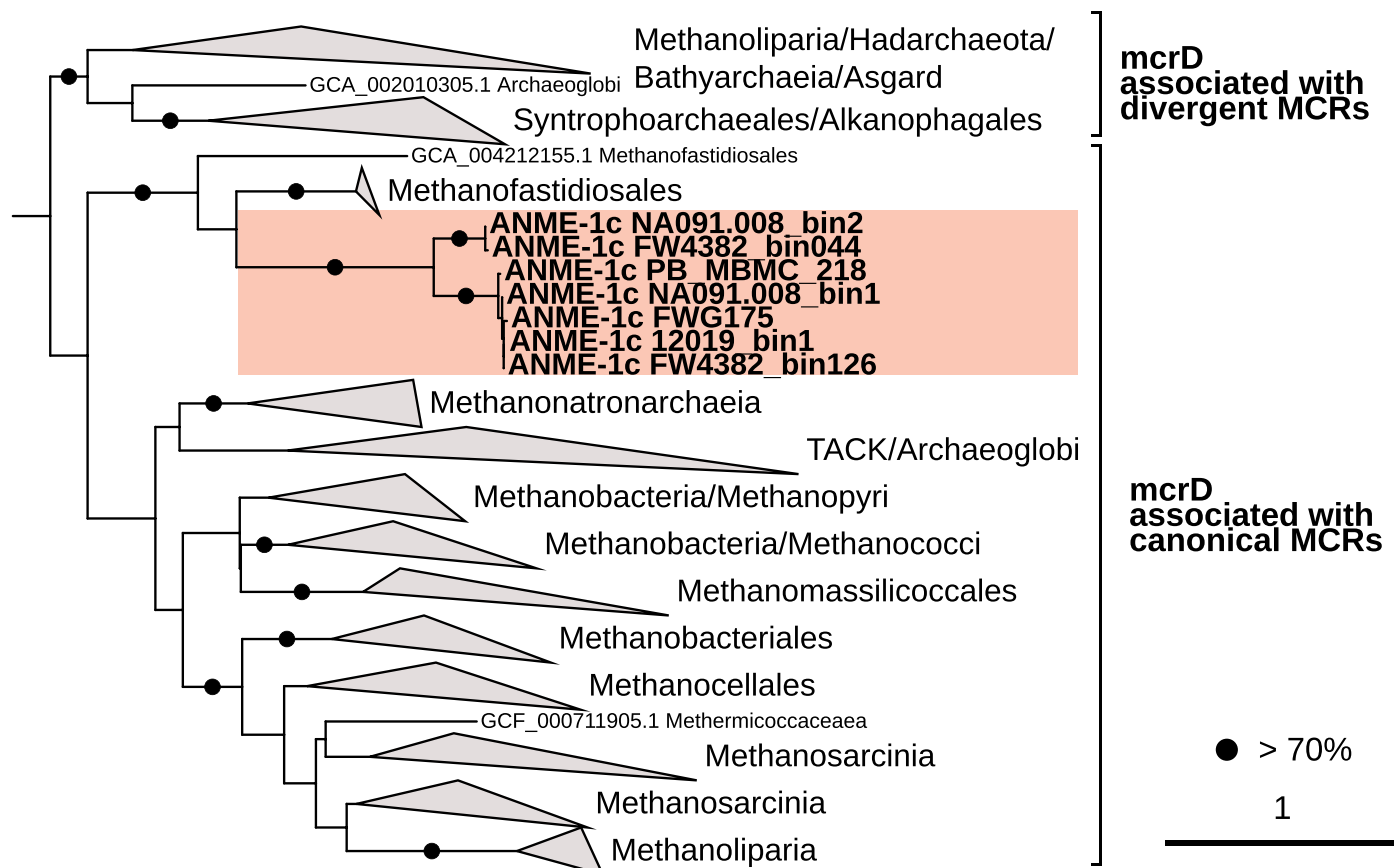 Methanoliparia/Hadarchaeota/
Bathyarchaeia/Asgard
GCA_002010305.1 Archaeoglobi
Syntrophoarchaeales/Alkanophagales
mcrD
associated with
divergent MCRs
GCA_004212155.1 Methanofastidiosales
Methanofastidiosales
ANME-1c NA091.008_bin2
ANME-1c FW4382_bin044
ANME-1c PB_MBMC_218
ANME-1c NA091.008_bin1
ANME-1c FWG175
ANME-1c 12019_bin1
ANME-1c FW4382_bin126
Methanonatronarchaeia
TACK/Archaeoglobi
Methanobacteria/Methanopyri
Methanobacteria/Methanococci
Methanomassilicoccales
mcrD
associated with
canonical MCRs
Methanobacteriales
Methanocellales
GCF_000711905.1 Methermicoccaceaea
Methanosarcinia
Methanosarcinia
Methanoliparia
> 70%
1